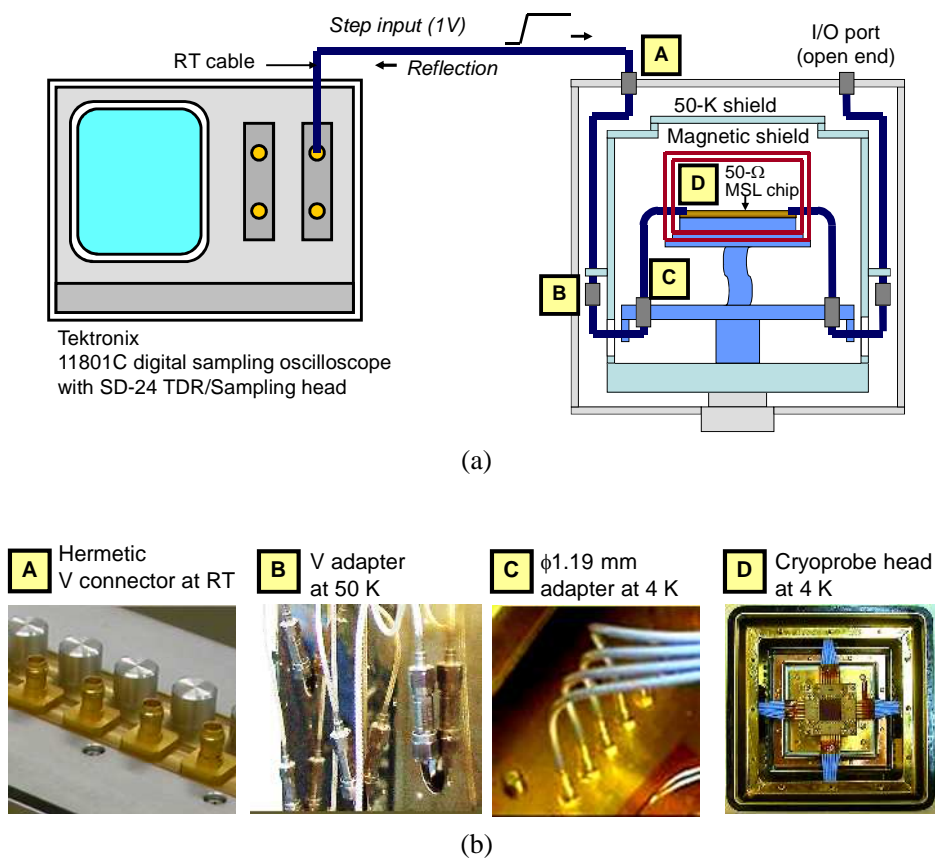 Step input (1V)
I/O port
(open end)
RT cable
Reflection
A
50-K shield
Magnetic shield
D
50-Ω
MSL chip
B
C
Tektronix
11801C digital sampling oscilloscope
with SD-24 TDR/Sampling head
(a)
A
Hermetic
V connector at RT
B
V adapter
at 50 K
C
ϕ1.19 mm
adapter at 4 K
D
Cryoprobe head
at 4 K
(b)